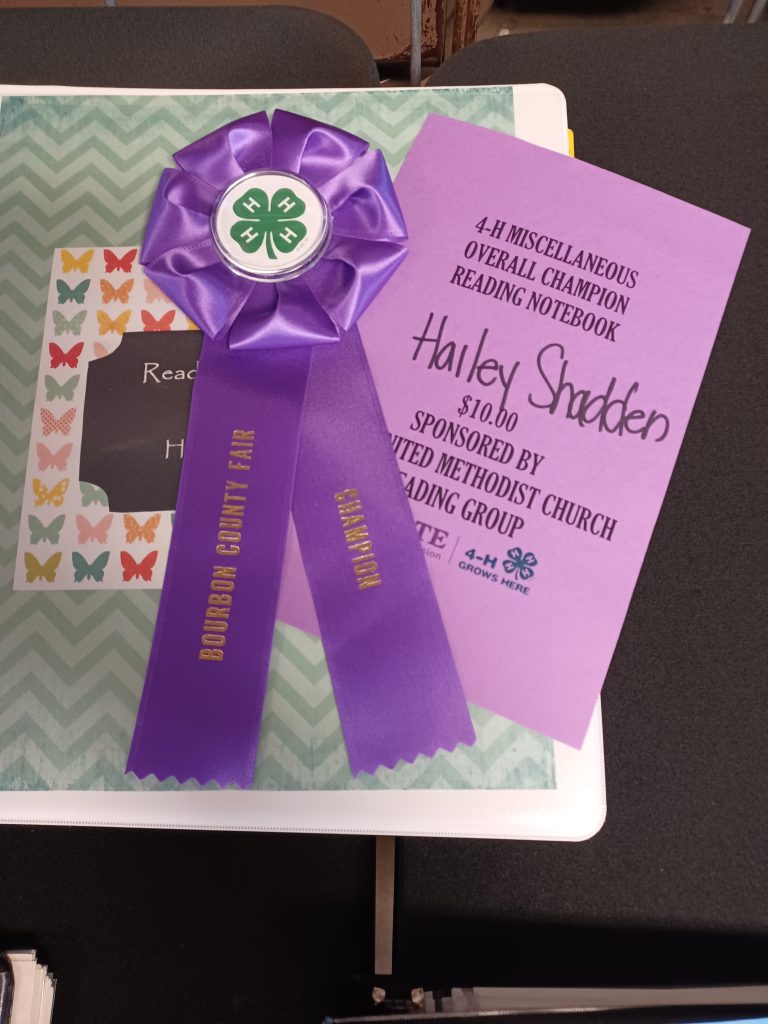 4-H MISCELLANEOUS
OVERALL CHAMPION
READING NOTEBOOK
Hailey Shadden
$10.00
SPONSORED BY
METHODIST CHURCH
GROUP
4-H
GROWS HERE
H H
H H
BOURBON COUNTY FAIR
CHAMPION